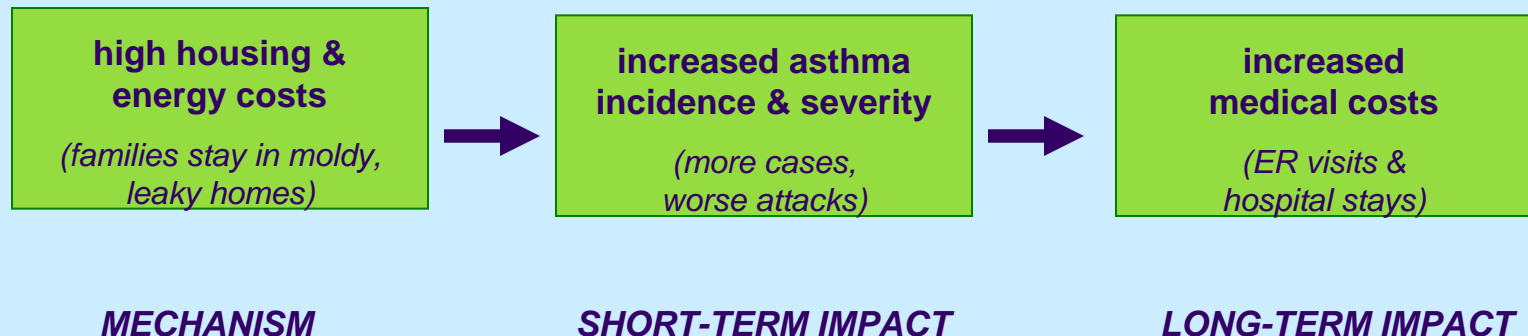 high housing &
energy costs
(families stay in moldy,
leaky homes)
increased asthma
incidence & severity
(more cases,
worse attacks)
increased
medical costs
(ER visits &
hospital stays)
MECHANISM
SHORT-TERM IMPACT
LONG-TERM IMPACT